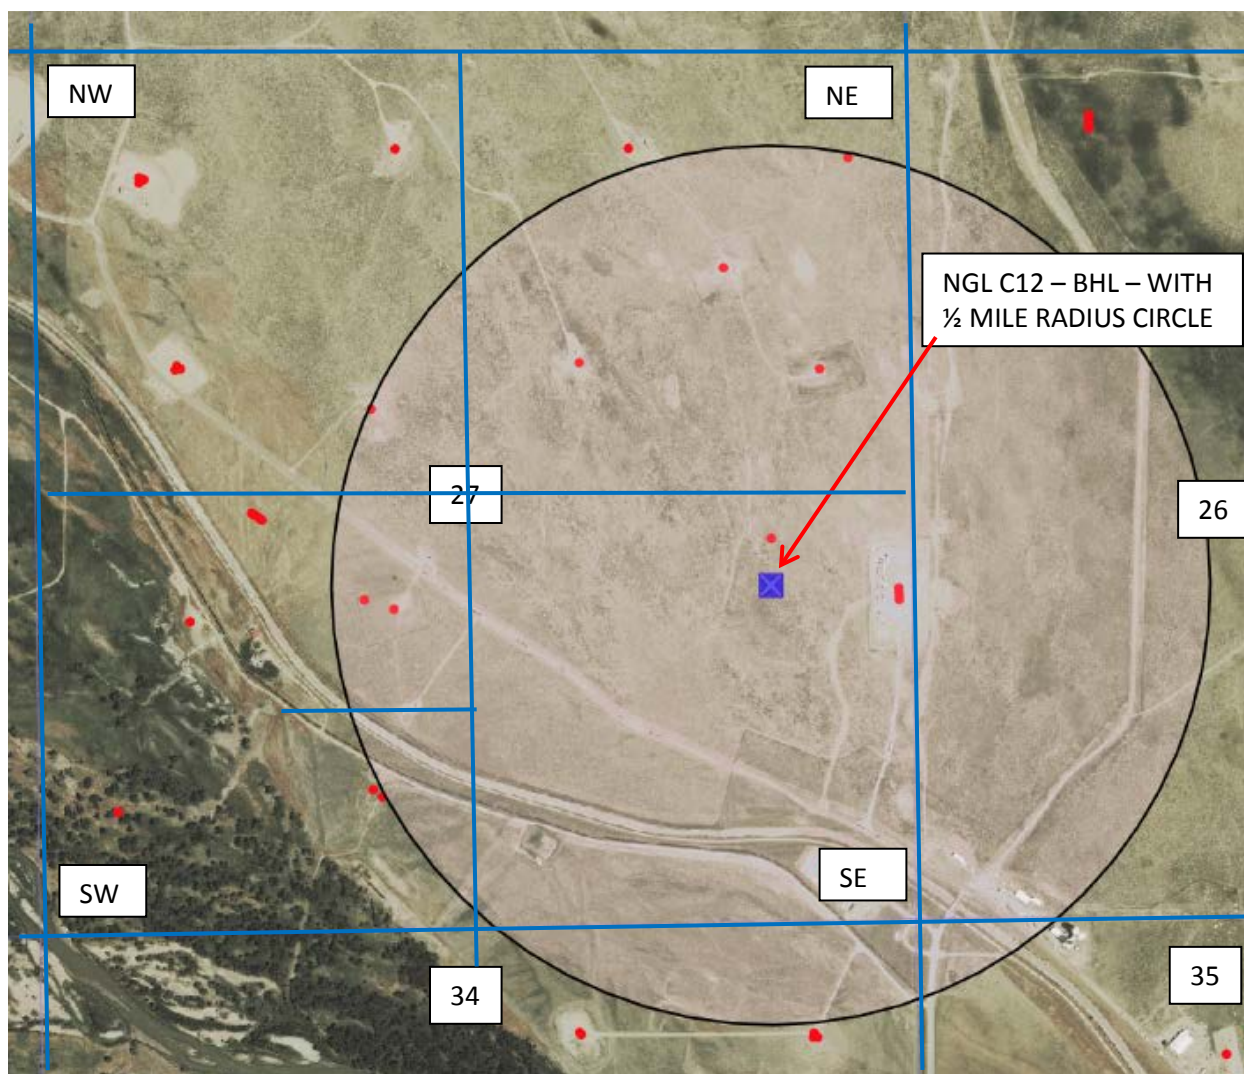 NW
NE
NGL C12 – BHL – WITH
½ MILE RADIUS CIRCLE
27
26
SW
SE
34
35